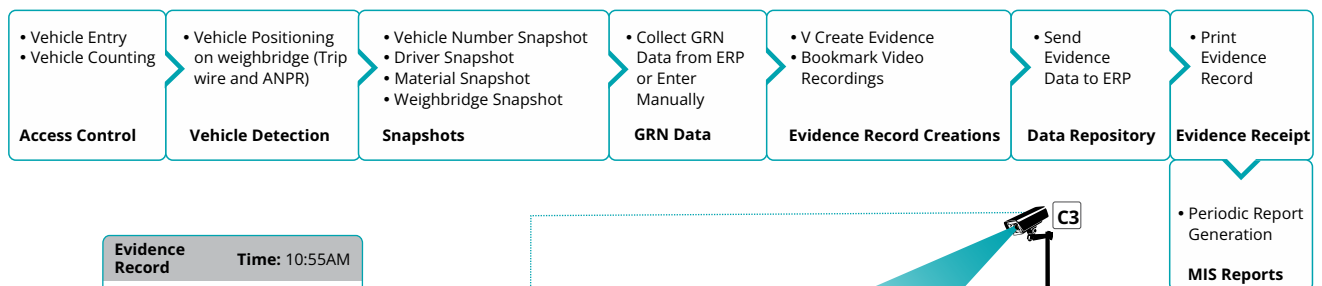 • Vehicle Entry
• Vehicle Counting
Access Control
• Vehicle Positioning
on weighbridge (Trip
wire and ANPR)
Vehicle Detection
• Vehicle Number Snapshot
• Driver Snapshot
• Material Snapshot
• Weighbridge Snapshot
Snapshots
• Collect GRN
Data from ERP
or Enter
Manually
GRN Data
• V Create Evidence
• Bookmark Video
Recordings
Evidence Record Creations
• Send
Evidence
Data to ERP
Data Repository
• Print
Evidence
Record
Evidence Receipt
• Periodic Report
Generation
MIS Reports
C3
Evidence
Record
Time: 10:55AM